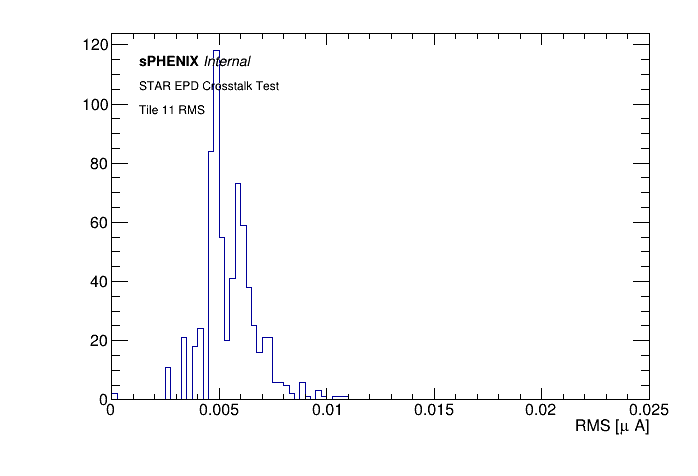 120
sPHENIX Internal
STAR EPD Crosstalk Test
Tile 11 RMS
100
80
60
40
20
0
0 0.005 0.01 0.015 0.02 0.025
RMS [μ A]